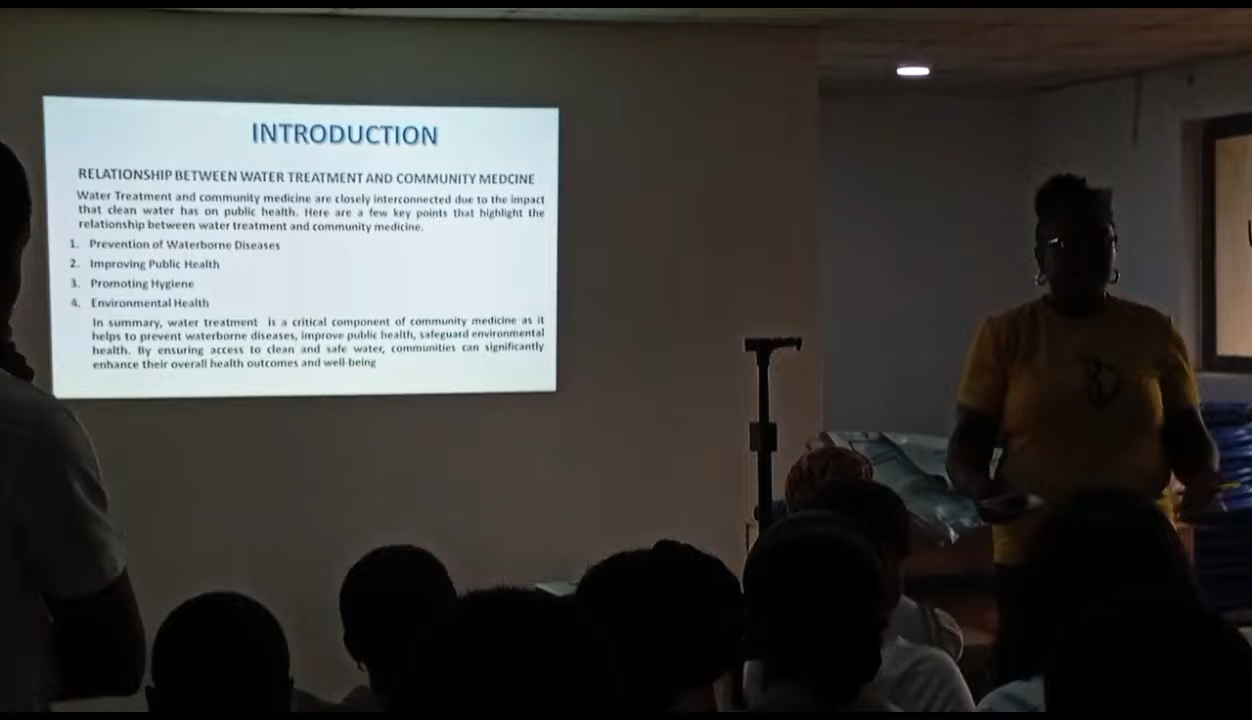 INTRODUCTION
RELATIONSHIP BETWEEN WATER TREATMENT AND COMMUNITY MEDCINE
Water Treatment and community medicine are closely interconnected due to the impact
that clean water has on public health. Here are a few key points that highlight the
relationship between water treatment and community medicine.
1. Prevention of Waterborne Diseases
2. Improving Public Health
3. Promoting Hygiene
4. Environmental Health
In summary, water treatment is a critical component of community medicine as it
helps to prevent waterborne diseases, improve public health, safeguard environmental
health. By ensuring access to clean and safe water, communities can significantly
enhance their overall health outcomes and well-being